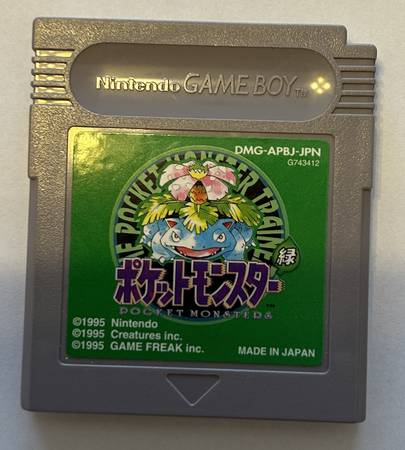 Nintendo GAME BOY TM
DMG-APBJ-JPN
G743412
THE POCKET MONSTER TRAINER
緑
ポケットモンスター
POCKET MONSTERS
©1995 Nintendo
©1995 Creatures inc.
©1995 GAME FREAK inc.
MADE IN JAPAN